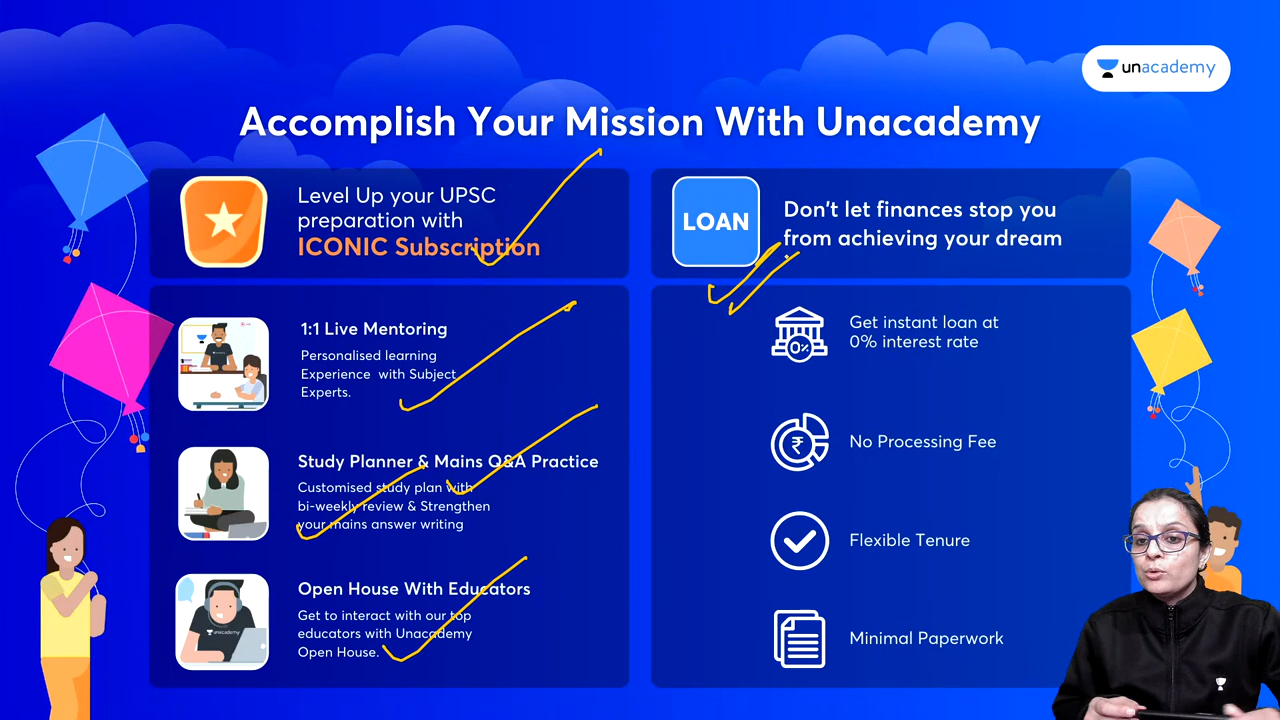 unacademy
Accomplish Your Mission With Unacademy
Level Up your UPSC
preparation with
ICONIC Subscription
1:1 Live Mentoring
Personalised learning
Experience with Subject
Experts.
Study Planner & Mains Q&A Practice
Customised study plan with
bi-weekly review & Strengthen
your mains answer writing
Open House With Educators
unacademy
Get to interact with our top
educators with Unacademy
Open House.
LOAN
Don't let finances stop you
from achieving your dream
0%
Get instant loan at
0% interest rate
₹
No Processing Fee
Flexible Tenure
Minimal Paperwork